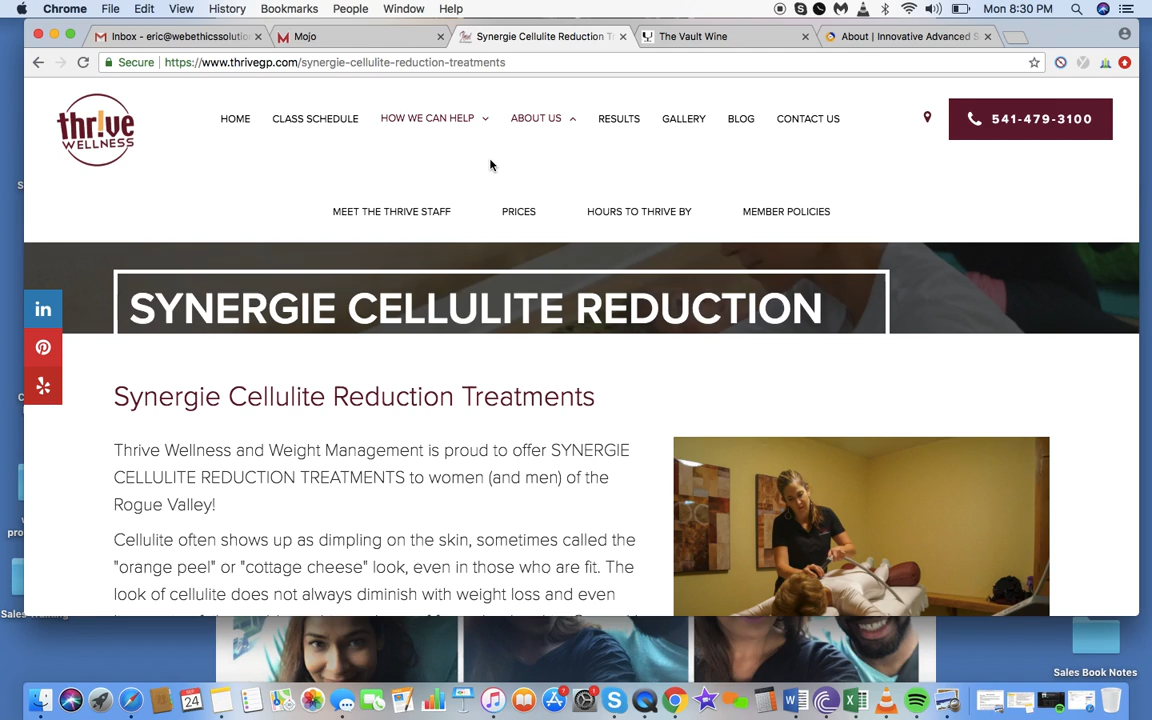 Chrome File Edit View History Bookmarks People Window Help Mon 8:30 PM
Inbox - eric@webethicssolutio Mojo Synergie Cellulite Reduction T The Vault Wine About | Innovative Advanced S
Secure https://www.thrivegp.com/synergie-cellulite-reduction-treatments
thr!ve
WELLNESS
HOME CLASS SCHEDULE HOW WE CAN HELP ABOUT US RESULTS GALLERY BLOG CONTACT US 541-479-3100
MEET THE THRIVE STAFF PRICES HOURS TO THRIVE BY MEMBER POLICIES
SYNERGIE CELLULITE REDUCTION
in
Synergie Cellulite Reduction Treatments
Thrive Wellness and Weight Management is proud to offer SYNERGIE
CELLULITE REDUCTION TREATMENTS to women (and men) of the
Rogue Valley!
Cellulite often shows up as dimpling on the skin, sometimes called the
"orange peel" or "cottage cheese" look, even in those who are fit. The
look of cellulite does not always diminish with weight loss and even
Sales Training
Sales Book Notes
24
7
1